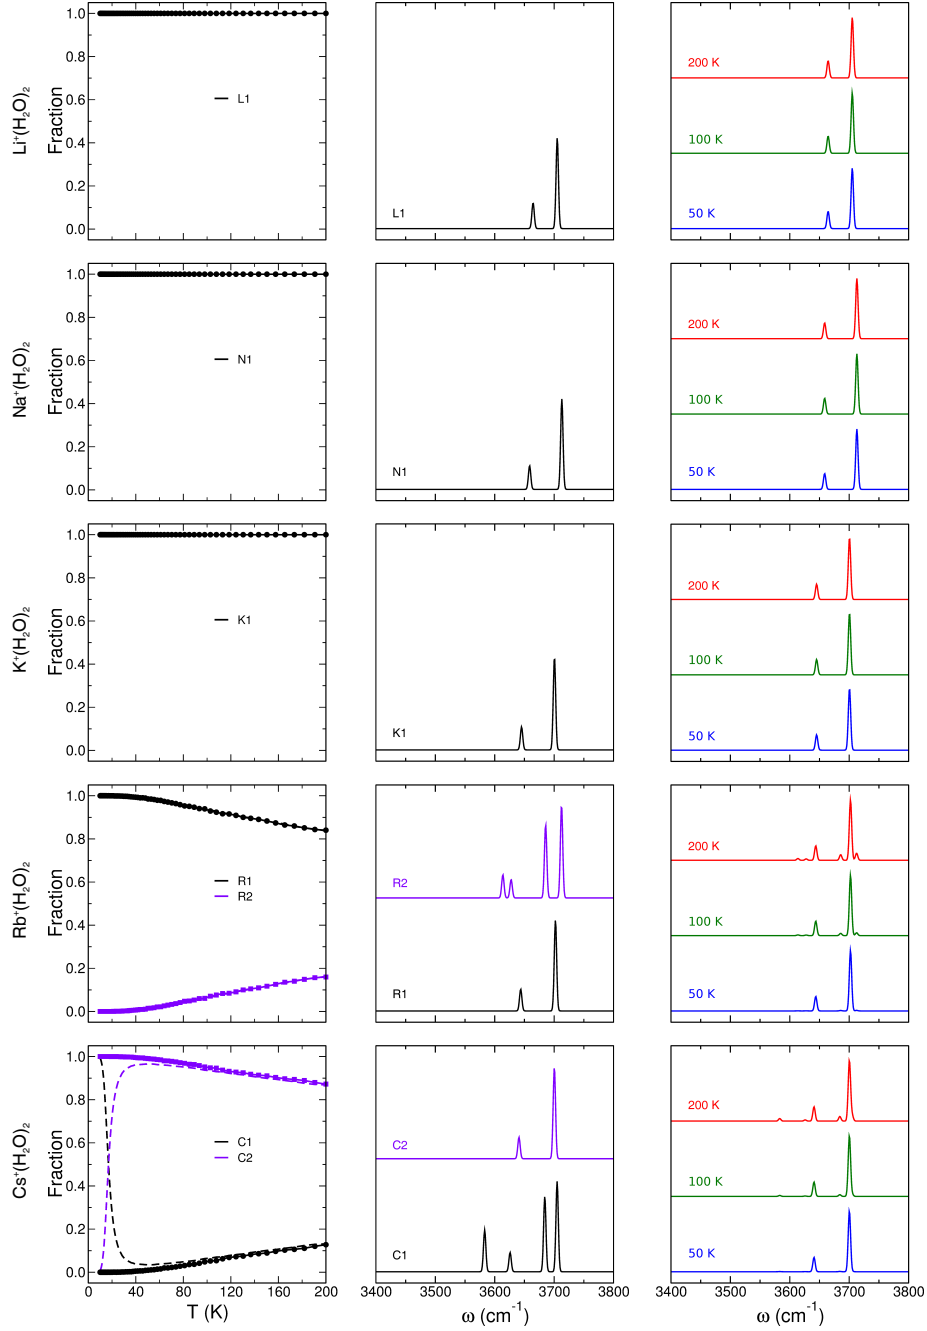 Li⁺(H₂O)₂
Fraction
1.0
0.8
0.6
0.4
0.2
0.0
L1
L1
200 K
100 K
50 K
Na⁺(H₂O)₂
Fraction
1.0
0.8
0.6
0.4
0.2
0.0
N1
N1
200 K
100 K
50 K
K⁺(H₂O)₂
Fraction
1.0
0.8
0.6
0.4
0.2
0.0
K1
K1
200 K
100 K
50 K
Rb⁺(H₂O)₂
Fraction
1.0
0.8
0.6
0.4
0.2
0.0
R1
R2
R2
R1
200 K
100 K
50 K
Cs⁺(H₂O)₂
Fraction
1.0
0.8
0.6
0.4
0.2
0.0
C1
C2
C2
C1
200 K
100 K
50 K
0 40 80 120 160 200
T (K)
3400 3500 3600 3700 3800
ω (cm⁻¹)
3400 3500 3600 3700 3800
ω (cm⁻¹)